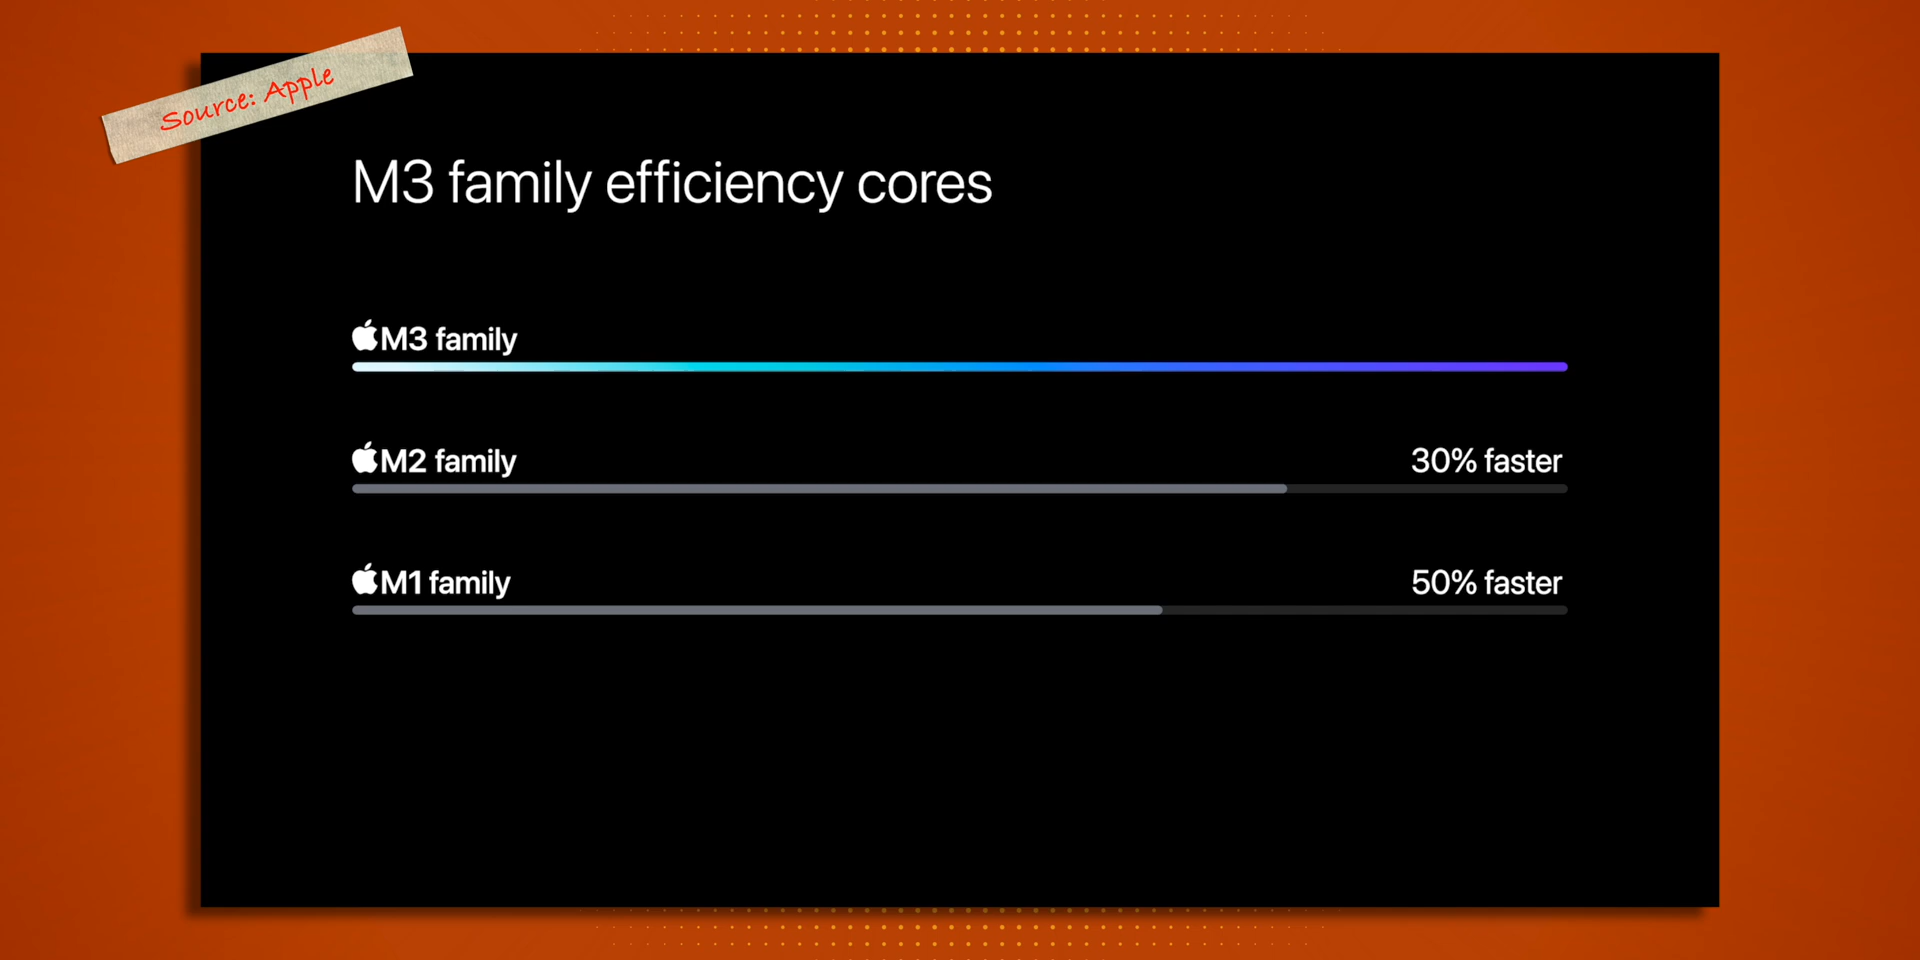 Source: Apple
M3 family efficiency cores
M3 family
M2 family
30% faster
M1 family
50% faster